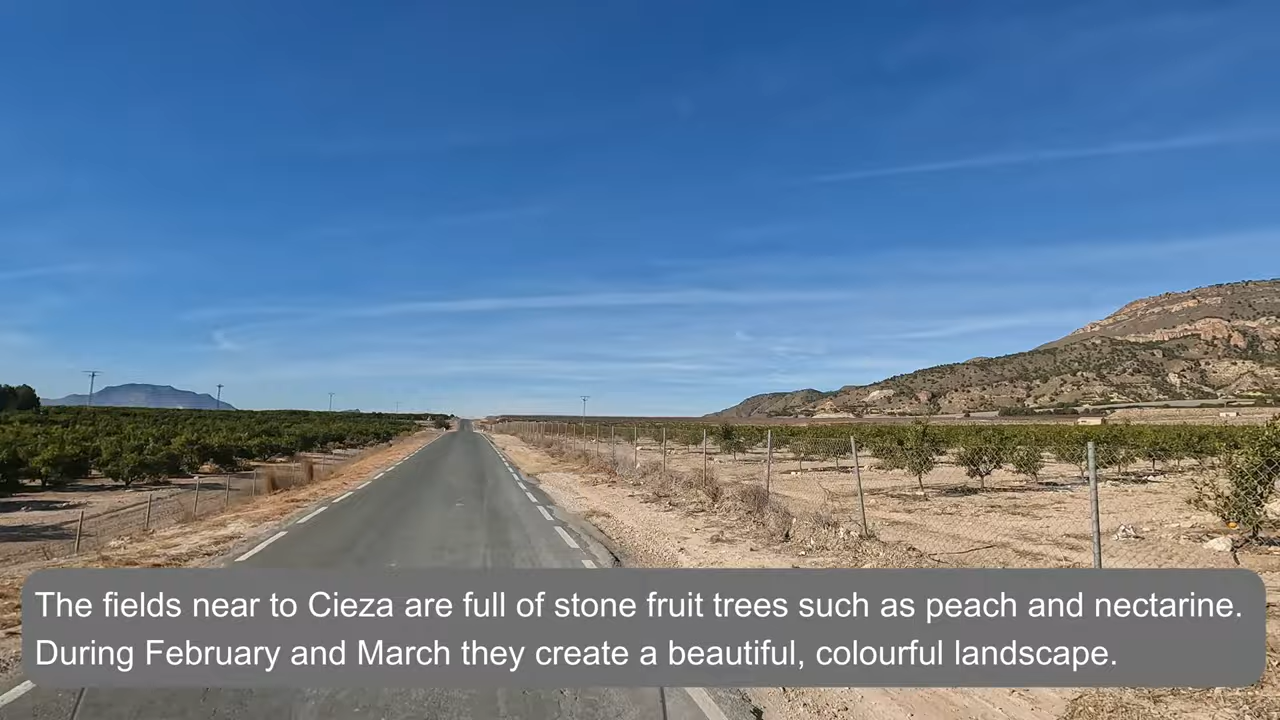 The fields near to Cieza are full of stone fruit trees such as peach and nectarine.
During February and March they create a beautiful, colourful landscape.